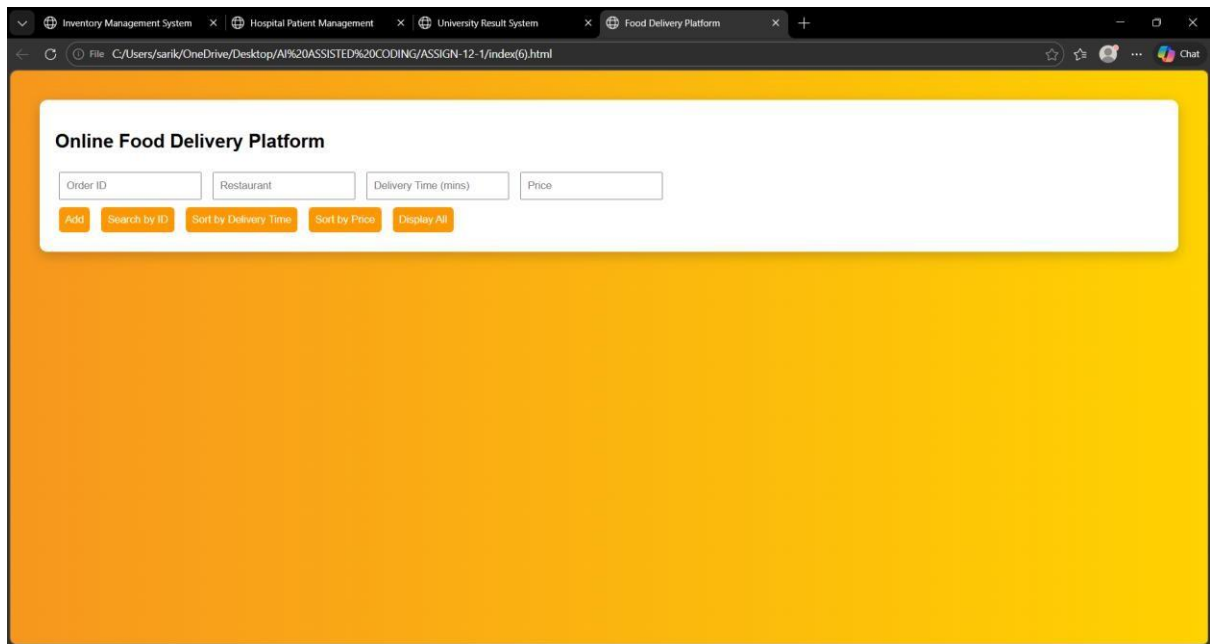 Inventory Management System Hospital Patient Management University Result System Food Delivery Platform
File C:/Users/sarik/OneDrive/Desktop/AI%20ASSISTED%20CODING/ASSIGN-12-1/index(6).html Chat
Online Food Delivery Platform
Order ID Restaurant Delivery Time (mins) Price
Add Search by ID Sort by Delivery Time Sort by Price Display All